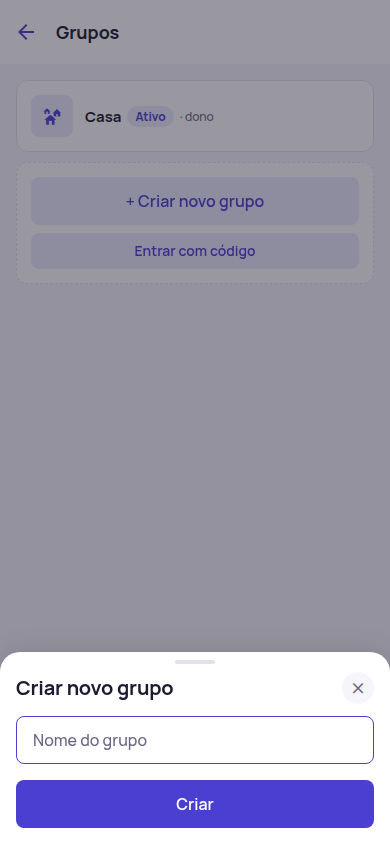 Grupos
Casa Ativo · dono
+ Criar novo grupo
Entrar com código
Criar novo grupo
Nome do grupo
Criar